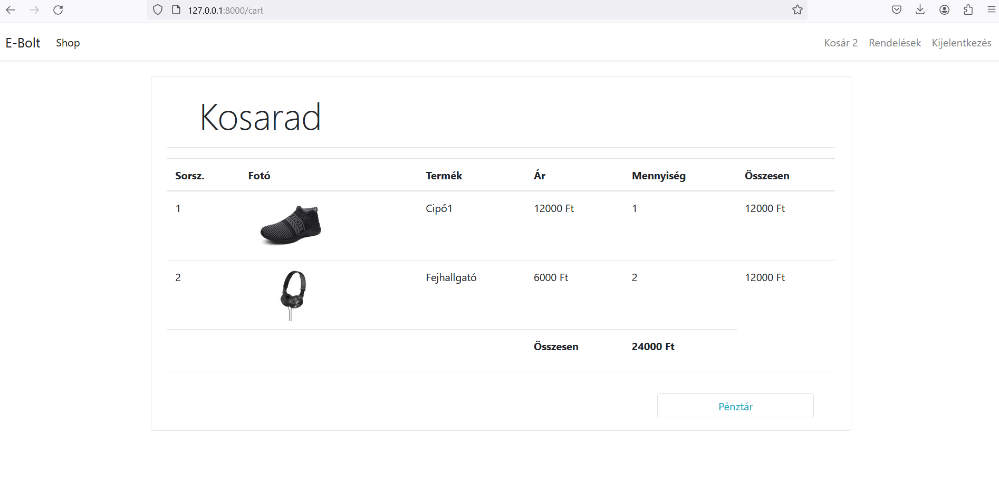 127.0.0.1:8000/cart
E-Bolt Shop Kosár 2 Rendelések Kijelentkezés
Kosarad
Sorsz. Fotó Termék Ár Mennyiség Összesen
1 Cipő1 12000 Ft 1 12000 Ft
2 Fejhallgató 6000 Ft 2 12000 Ft
Összesen 24000 Ft
Pénztár